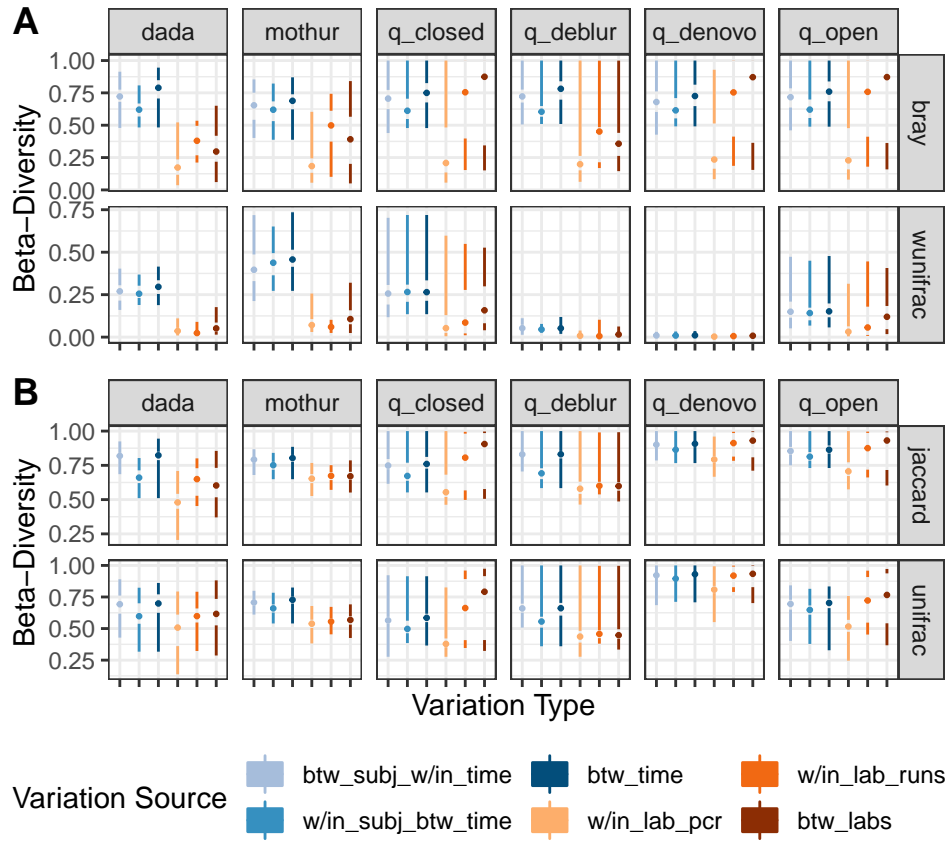 A
dada mothur q_closed q_deblur q_denovo q_open
Beta−Diversity
1.00
0.75
0.50
0.25
0.00
bray
0.75
0.50
0.25
0.00
wunifrac
B
dada mothur q_closed q_deblur q_denovo q_open
Beta−Diversity
1.00
0.75
0.50
0.25
jaccard
1.00
0.75
0.50
0.25
unifrac
Variation Type
Variation Source
btw_subj_w/in_time btw_time w/in_lab_runs
w/in_subj_btw_time w/in_lab_pcr btw_labs